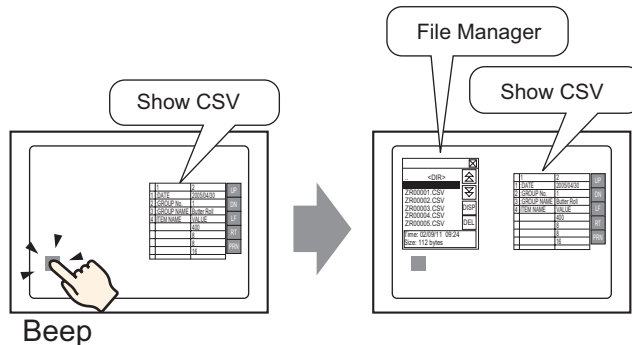 File Manager
Show CSV
Show CSV
1 2
1 DATE 2005/04/30
2 GROUP No. 1
3 GROUP NAME Butter Roll
4 ITEM NAME VALUE
400
8
8
16
UP
DN
LF
RT
PRN
Beep
.. <DIR>
ZR00001.CSV
ZR00002.CSV
ZR00003.CSV
ZR00004.CSV
ZR00005.CSV
DISP
DEL
Time: 02/09/11 09:24
Size: 112 bytes
1 2
1 DATE 2005/04/30
2 GROUP No. 1
3 GROUP NAME Butter Roll
4 ITEM NAME VALUE
400
8
8
16
UP
DN
LF
RT
PRN